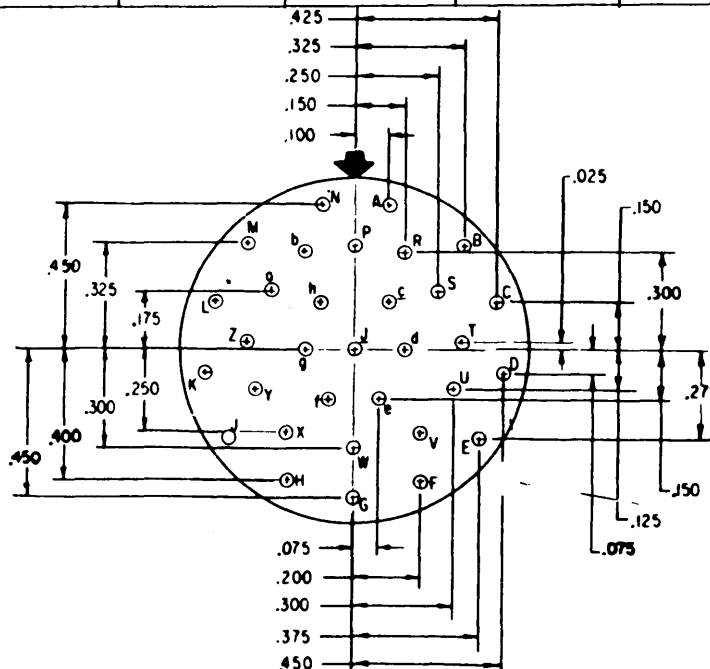 .425
.325
.250
.150
.100
.025
N A
.150
M b P R B
.450
.325
.300
a S
L h c C
.175
Z J T
g d
.27
K D
Y f e U
.250
J X V E
.300
W
.400
H F
.150
.450
G
.125
.075
.075
.200
.300
.375
.450